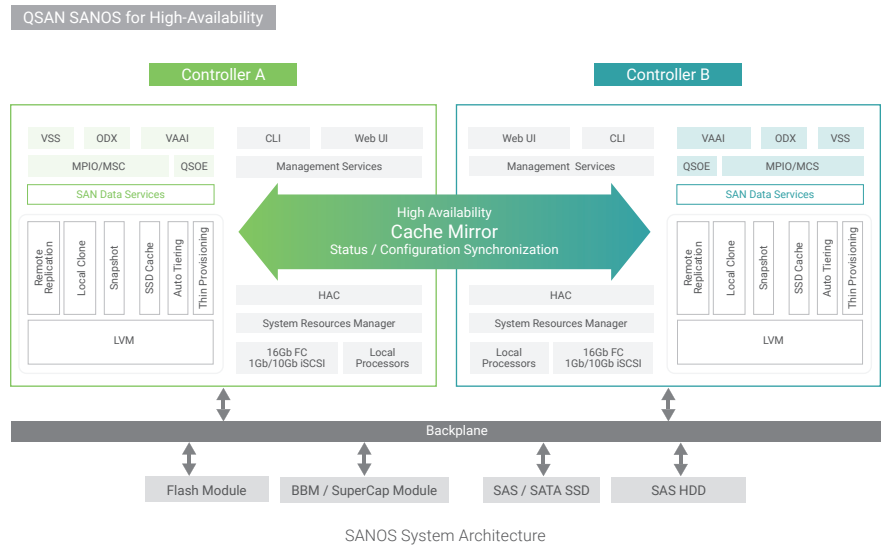 QSAN SANOS for High-Availability
Controller A
VSS
ODX
VAAI
MPIO/MSC
QSOE
SAN Data Services
Remote
Replication
Local Clone
Snapshot
SSD Cache
Auto Tiering
Thin Provisioning
LVM
CLI
Web UI
Management Services
HAC
System Resources Manager
16Gb FC
1Gb/10Gb iSCSI
Local
Processors
High Availability
Cache Mirror
Status / Configuration Synchronization
Controller B
Web UI
CLI
Management Services
HAC
System Resources Manager
Local
Processors
16Gb FC
1Gb/10Gb iSCSI
VAAI
ODX
VSS
QSOE
MPIO/MCS
SAN Data Services
Remote
Replication
Local Clone
Snapshot
SSD Cache
Auto Tiering
Thin Provisioning
LVM
Backplane
Flash Module
BBM / SuperCap Module
SAS / SATA SSD
SAS HDD
SANOS System Architecture